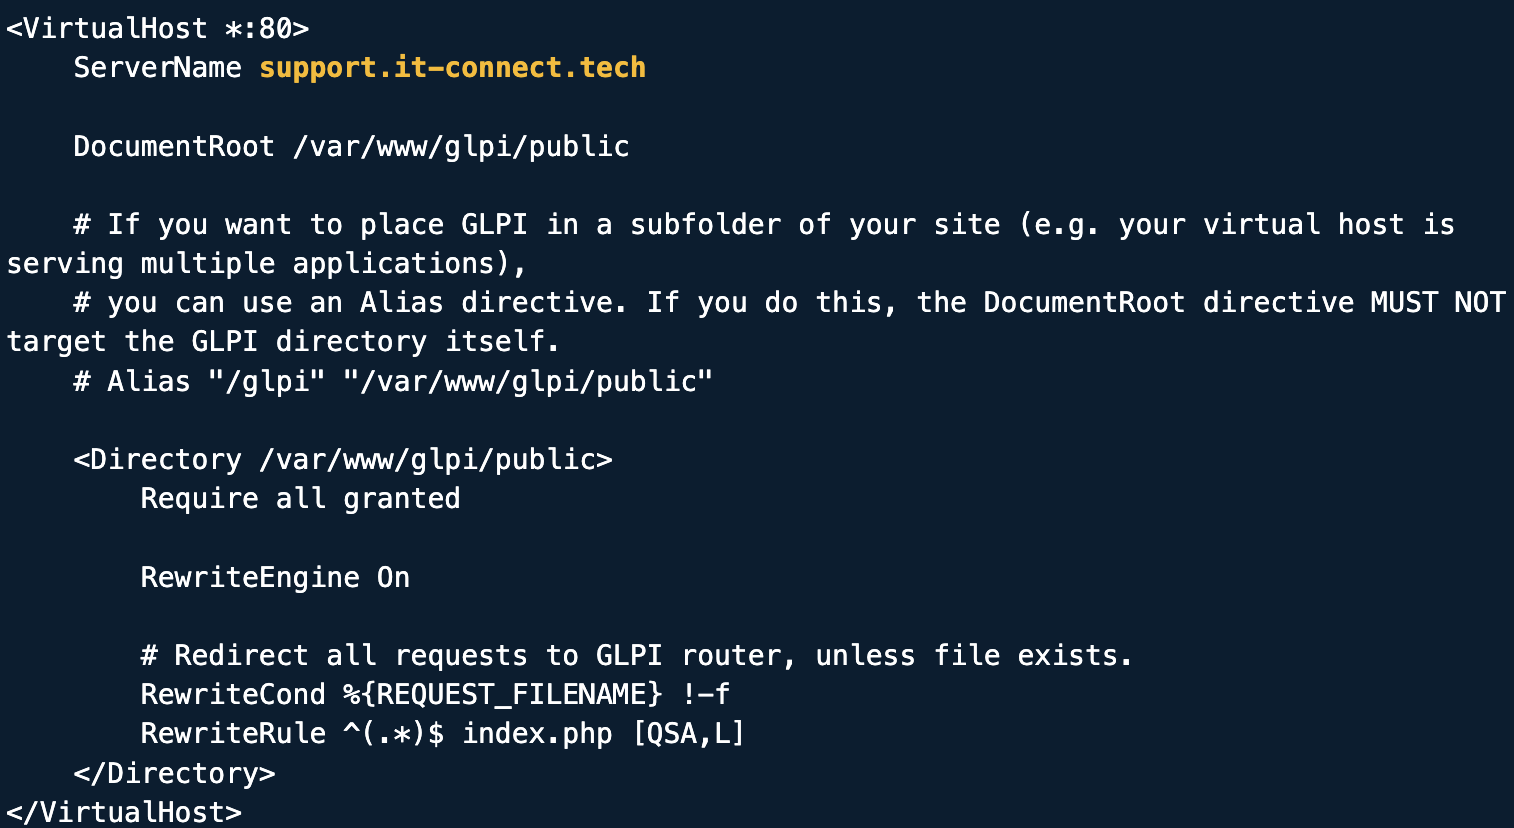 <VirtualHost *:80>
    ServerName support.it-connect.tech

    DocumentRoot /var/www/glpi/public

    # If you want to place GLPI in a subfolder of your site (e.g. your virtual host is
serving multiple applications),
    # you can use an Alias directive. If you do this, the DocumentRoot directive MUST NOT
target the GLPI directory itself.
    # Alias "/glpi" "/var/www/glpi/public"

    <Directory /var/www/glpi/public>
        Require all granted

        RewriteEngine On

        # Redirect all requests to GLPI router, unless file exists.
        RewriteCond %{REQUEST_FILENAME} !-f
        RewriteRule ^(.*)$ index.php [QSA,L]
    </Directory>
</VirtualHost>